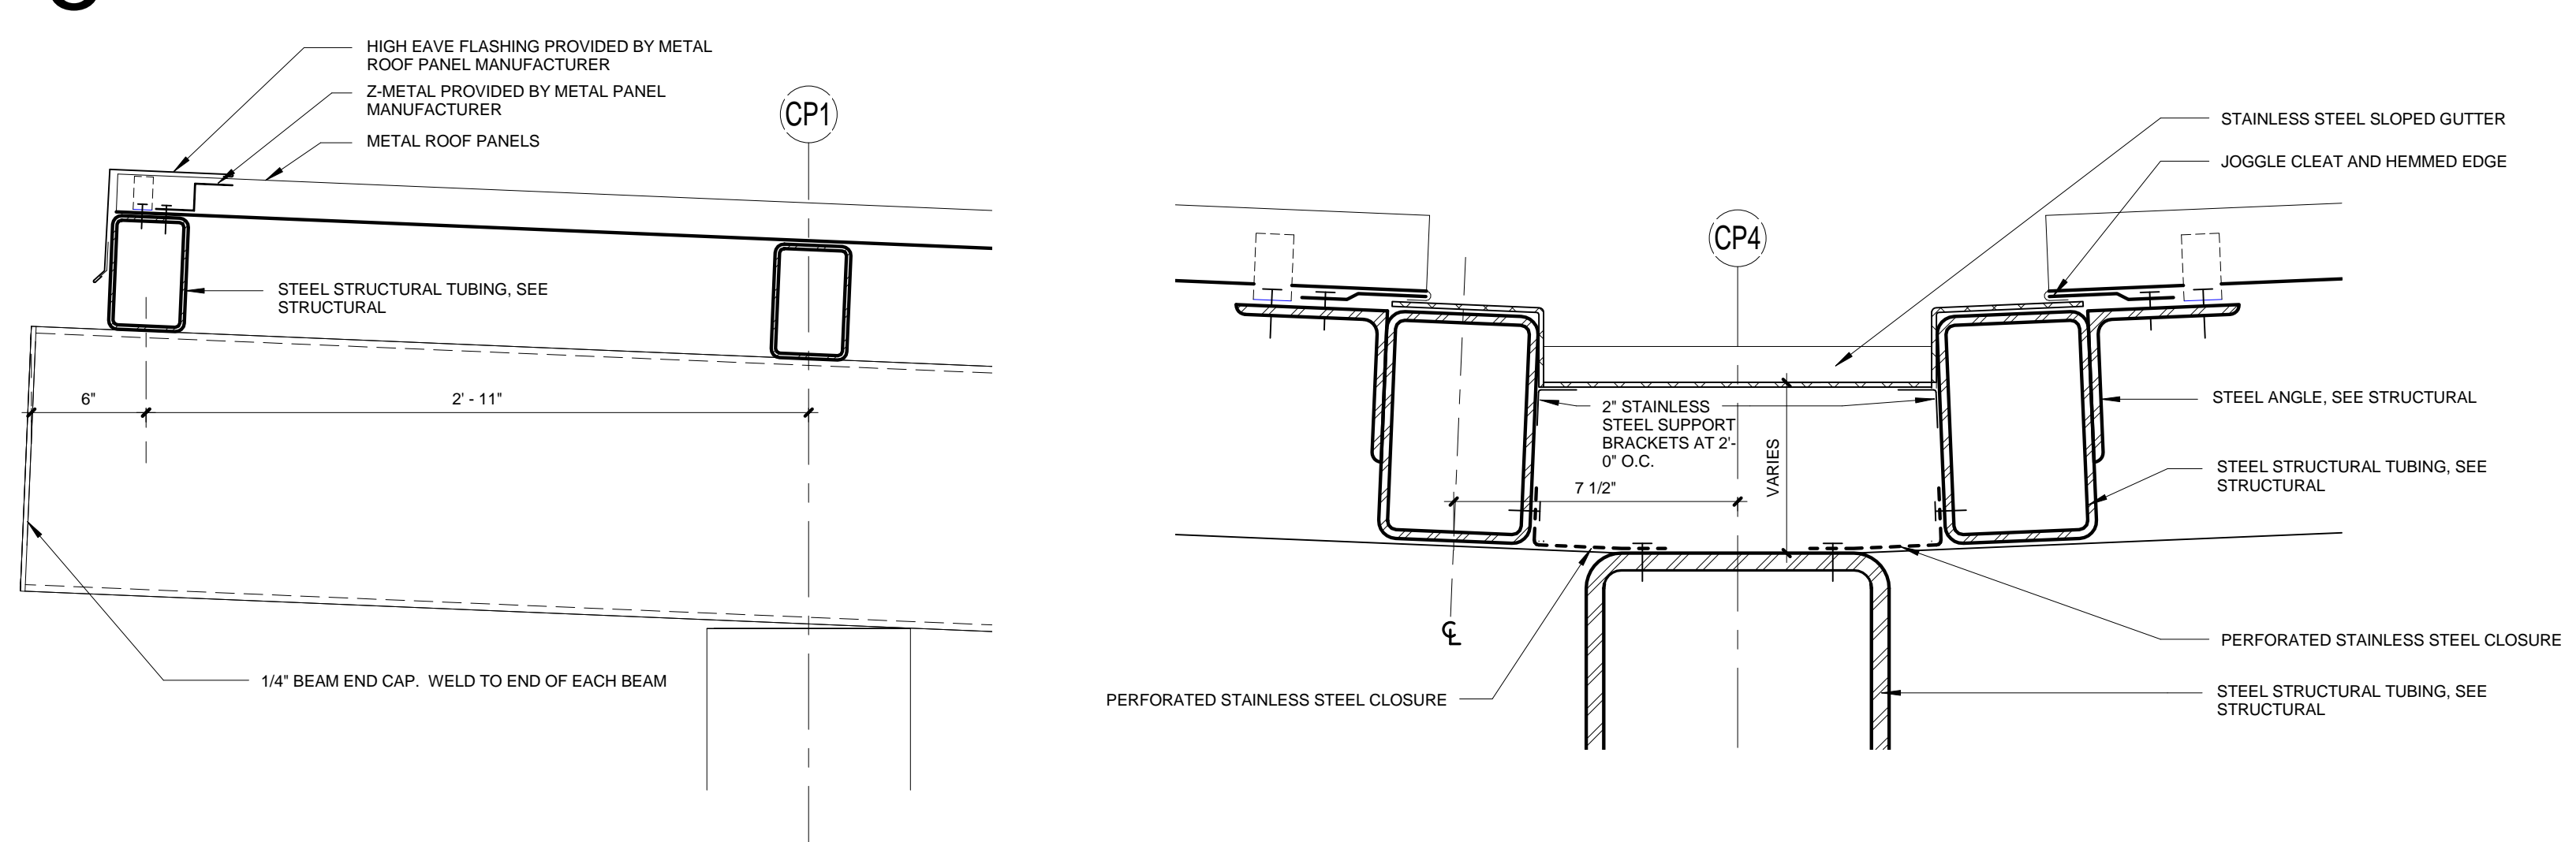 HIGH EAVE FLASHING PROVIDED BY METAL
ROOF PANEL MANUFACTURER
Z-METAL PROVIDED BY METAL PANEL
MANUFACTURER
METAL ROOF PANELS
CP1
STEEL STRUCTURAL TUBING, SEE
STRUCTURAL
6"
2' - 11"
1/4" BEAM END CAP.  WELD TO END OF EACH BEAM
STAINLESS STEEL SLOPED GUTTER
JOGGLE CLEAT AND HEMMED EDGE
CP4
2" STAINLESS
STEEL SUPPORT
BRACKETS AT 2'-
0" O.C.
VARIES
7 1/2"
STEEL ANGLE, SEE STRUCTURAL
STEEL STRUCTURAL TUBING, SEE
STRUCTURAL
℄
PERFORATED STAINLESS STEEL CLOSURE
PERFORATED STAINLESS STEEL CLOSURE
STEEL STRUCTURAL TUBING, SEE
STRUCTURAL